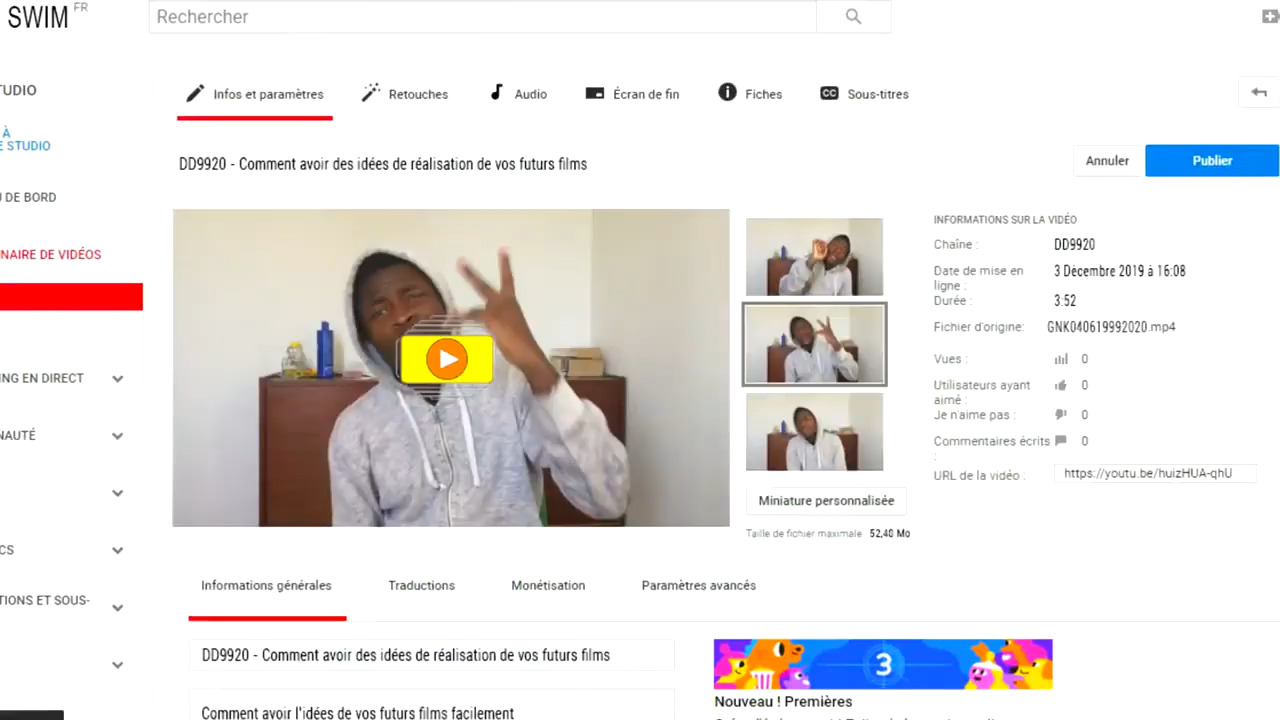 SWIM FR
Rechercher
TUDIO
À
E STUDIO
U DE BORD
NAIRE DE VIDÉOS
NG EN DIRECT
NAUTÉ
CS
TIONS ET SOUS-
Infos et paramètres
Retouches
Audio
Écran de fin
Fiches
CC Sous-titres
DD9920 - Comment avoir des idées de réalisation de vos futurs films
Annuler
Publier
INFORMATIONS SUR LA VIDÉO
Chaîne : DD9920
Date de mise en 3 Décembre 2019 à 16:08
ligne :
Durée : 3:52
Fichier d'origine: GNK040619992020.mp4
Vues : 0
Utilisateurs ayant 0
aimé :
Je n'aime pas : 0
Commentaires écrits 0
:
URL de la vidéo : https://youtu.be/huizHUA-qhU
Miniature personnalisée
Taille de fichier maximale 52,40 Mo
Informations générales
Traductions
Monétisation
Paramètres avancés
DD9920 - Comment avoir des idées de réalisation de vos futurs films
Comment avoir l'idées de vos futurs films facilement
3
Nouveau ! Premières